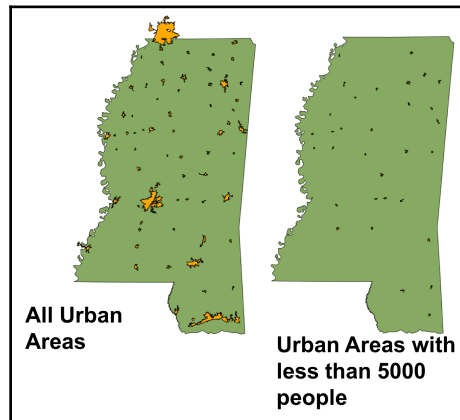 All Urban
Areas
Urban Areas with
less than 5000
people